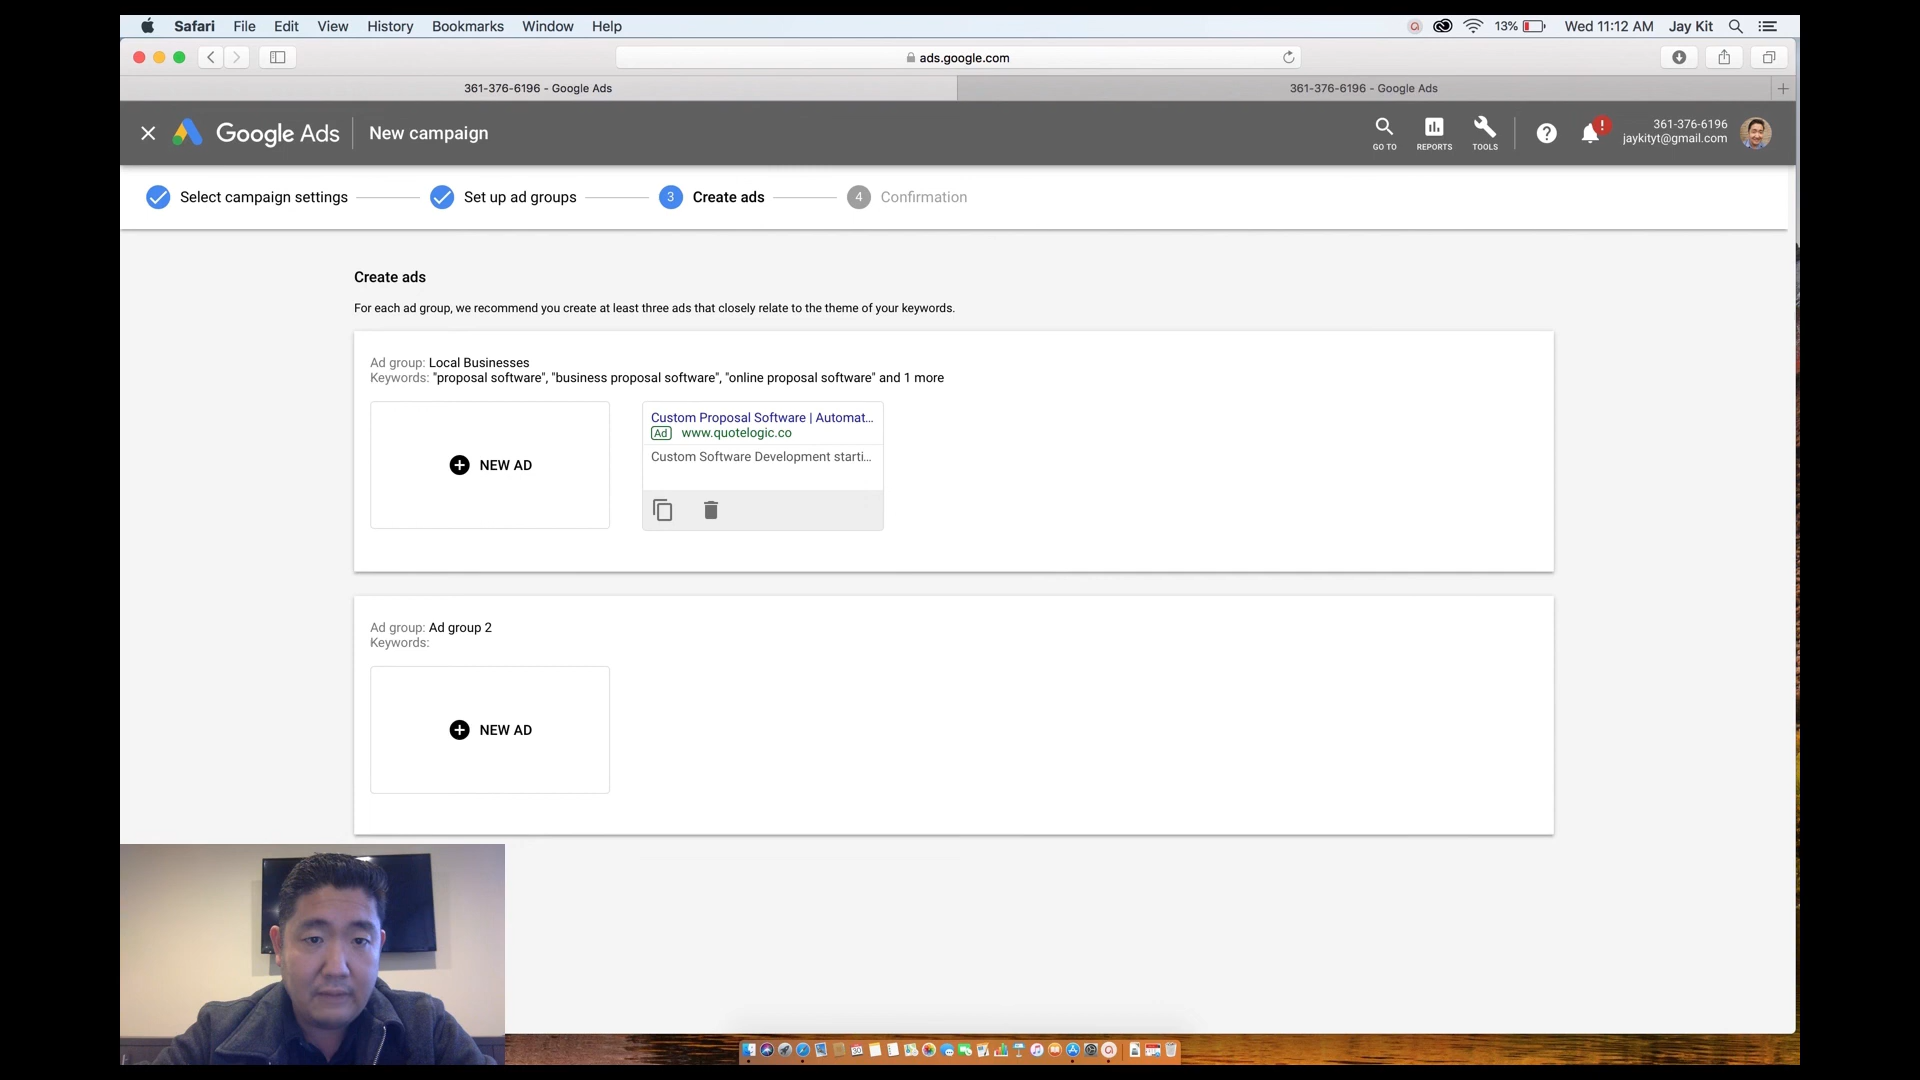 Safari File Edit View History Bookmarks Window Help 13% Wed 11:12 AM Jay Kit
ads.google.com
361-376-6196 - Google Ads 361-376-6196 - Google Ads
Google Ads New campaign
GO TO REPORTS TOOLS ? ! 361-376-6196
jaykityt@gmail.com
Select campaign settings Set up ad groups 3 Create ads 4 Confirmation
Create ads
For each ad group, we recommend you create at least three ads that closely relate to the theme of your keywords.
Ad group: Local Businesses
Keywords: "proposal software", "business proposal software", "online proposal software" and 1 more
NEW AD
Custom Proposal Software | Automat...
Ad www.quotelogic.co
Custom Software Development starti...
Ad group: Ad group 2
Keywords:
NEW AD